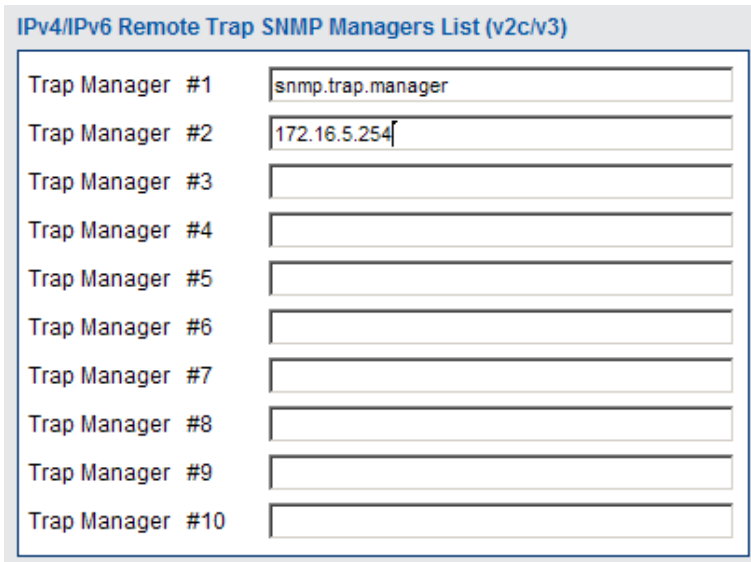 IPv4/IPv6 Remote Trap SNMP Managers List (v2c/v3)
Trap Manager #1 snmp.trap.manager
Trap Manager #2 172.16.5.254
Trap Manager #3
Trap Manager #4
Trap Manager #5
Trap Manager #6
Trap Manager #7
Trap Manager #8
Trap Manager #9
Trap Manager #10